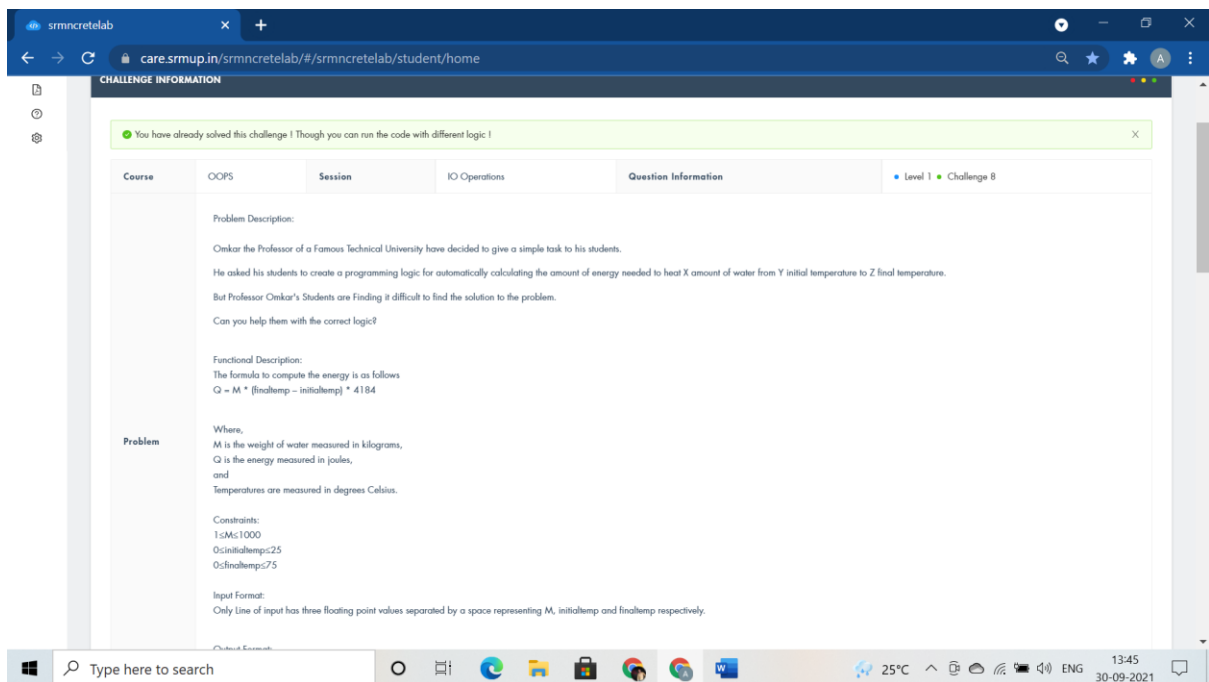 srmncretelab
care.srmup.in/srmncretelab/#/srmncretelab/student/home
A
CHALLENGE INFORMATION
You have already solved this challenge ! Though you can run the code with different logic !
Course OOPS Session IO Operations Question Information Level 1 Challenge 8
Problem Description:
Omkar the Professor of a Famous Technical University have decided to give a simple task to his students.
He asked his students to create a programming logic for automatically calculating the amount of energy needed to heat X amount of water from Y initial temperature to Z final temperature.
But Professor Omkar's Students are Finding it difficult to find the solution to the problem.
Can you help them with the correct logic?
Functional Description:
The formula to compute the energy is as follows
Q = M * (finaltemp – initialtemp) * 4184
Where,
Problem
M is the weight of water measured in kilograms,
Q is the energy measured in joules,
and
Temperatures are measured in degrees Celsius.
Constraints:
1≤M≤1000
0≤initialtemp≤25
0≤finaltemp≤75
Input Format:
Only Line of input has three floating point values separated by a space representing M, initialtemp and finaltemp respectively.
Output Format:
Type here to search
25°C
ENG
13:45
30-09-2021